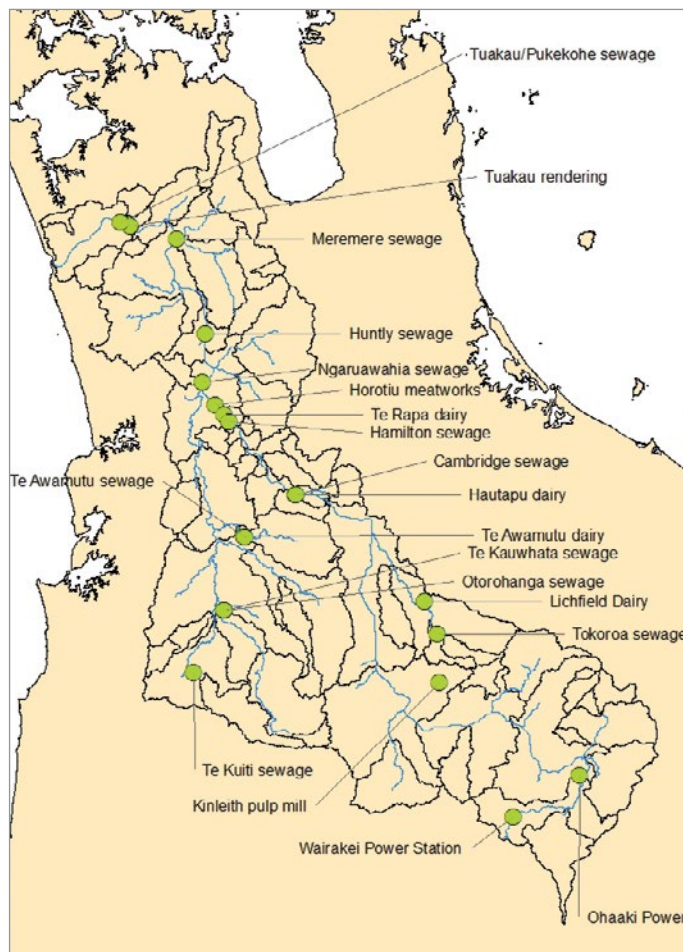 Tuakau/Pukekohe sewage
Tuakau rendering
Meremere sewage
Huntly sewage
Ngaruawahia sewage
Horotiu meatworks
Te Rapa dairy
Hamilton sewage
Cambridge sewage
Te Awamutu sewage
Hautapu dairy
Te Awamutu dairy
Te Kauwhata sewage
Otorohanga sewage
Lichfield Dairy
Tokoroa sewage
Te Kuiti sewage
Kinleith pulp mill
Wairakei Power Station
Ohaaki Power